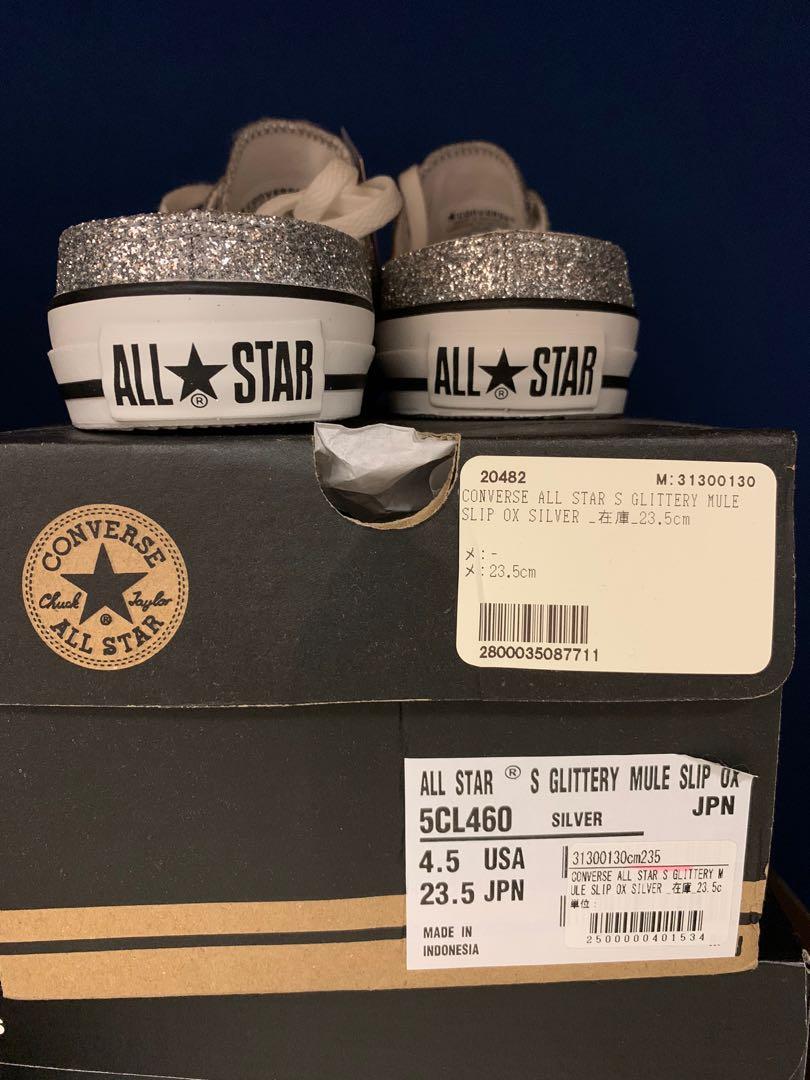 CONVERSE
ALL★STAR
®
ALL★STAR
®
CONVERSE
Chuck Taylor
®
ALL STAR
20482 M:31300130
CONVERSE ALL STAR S GLITTERY MULE
SLIP OX SILVER _在庫_23.5cm
メ:-
メ:23.5cm
2800035087711
ALL STAR ® S GLITTERY MULE SLIP OX
JPN
5CL460 SILVER
4.5 USA
23.5 JPN
MADE IN
INDONESIA
31300130cm235
CONVERSE ALL STAR S GLITTERY M
ULE SLIP OX SILVER _在庫_23.5c
単位:
2500000401534